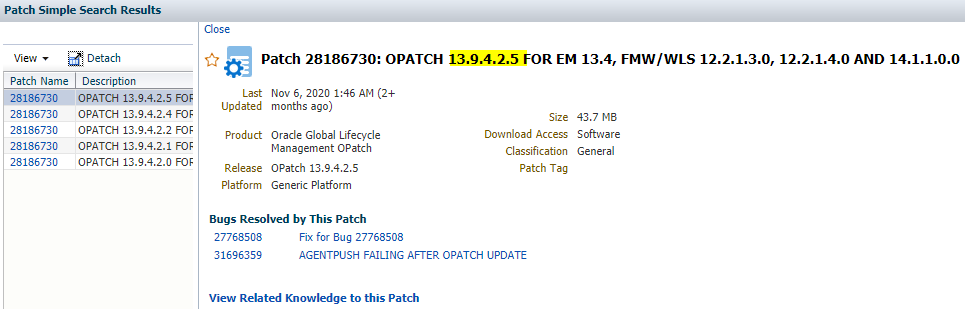 Patch Simple Search Results
Close
View Detach
Patch Name Description
28186730 OPATCH 13.9.4.2.5 FOR
28186730 OPATCH 13.9.4.2.4 FOR
28186730 OPATCH 13.9.4.2.2 FOR
28186730 OPATCH 13.9.4.2.1 FOR
28186730 OPATCH 13.9.4.2.0 FOR
Patch 28186730: OPATCH 13.9.4.2.5 FOR EM 13.4, FMW/WLS 12.2.1.3.0, 12.2.1.4.0 AND 14.1.1.0.0
Last Updated Nov 6, 2020 1:46 AM (2+ months ago)
Product Oracle Global Lifecycle Management OPatch
Release OPatch 13.9.4.2.5
Platform Generic Platform
Size 43.7 MB
Download Access Software
Classification General
Patch Tag
Bugs Resolved by This Patch
27768508 Fix for Bug 27768508
31696359 AGENTPUSH FAILING AFTER OPATCH UPDATE
View Related Knowledge to this Patch